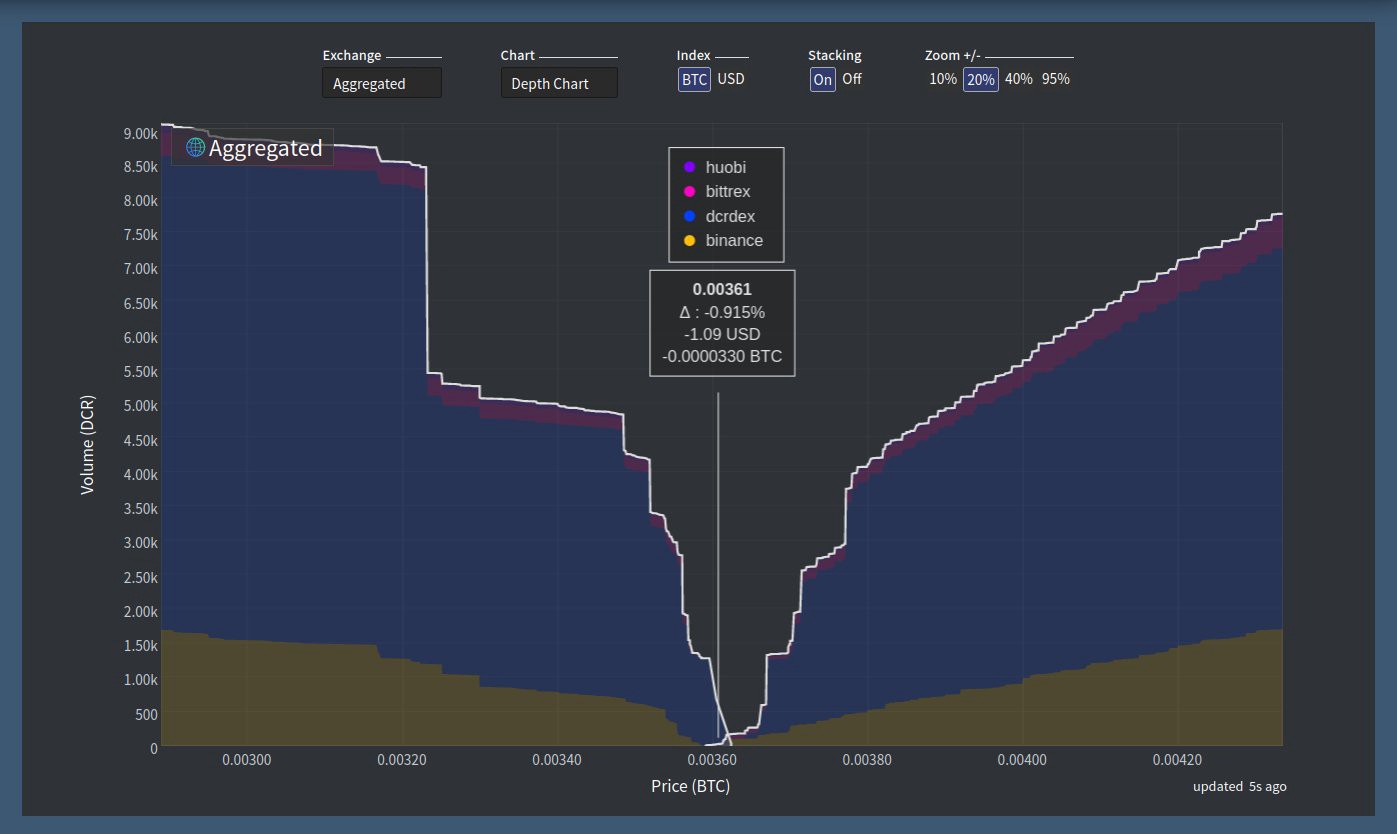 Exchange Chart Index Stacking Zoom +/-
Aggregated Depth Chart BTC USD On Off 10% 20% 40% 95%
Aggregated
huobi
bittrex
dcrdex
binance
0.00361
Δ : -0.915%
-1.09 USD
-0.0000330 BTC
Volume (DCR)
9.00k
8.50k
8.00k
7.50k
7.00k
6.50k
6.00k
5.50k
5.00k
4.50k
4.00k
3.50k
3.00k
2.50k
2.00k
1.50k
1.00k
500
0
0.00300 0.00320 0.00340 0.00360 0.00380 0.00400 0.00420
Price (BTC)
updated 5s ago